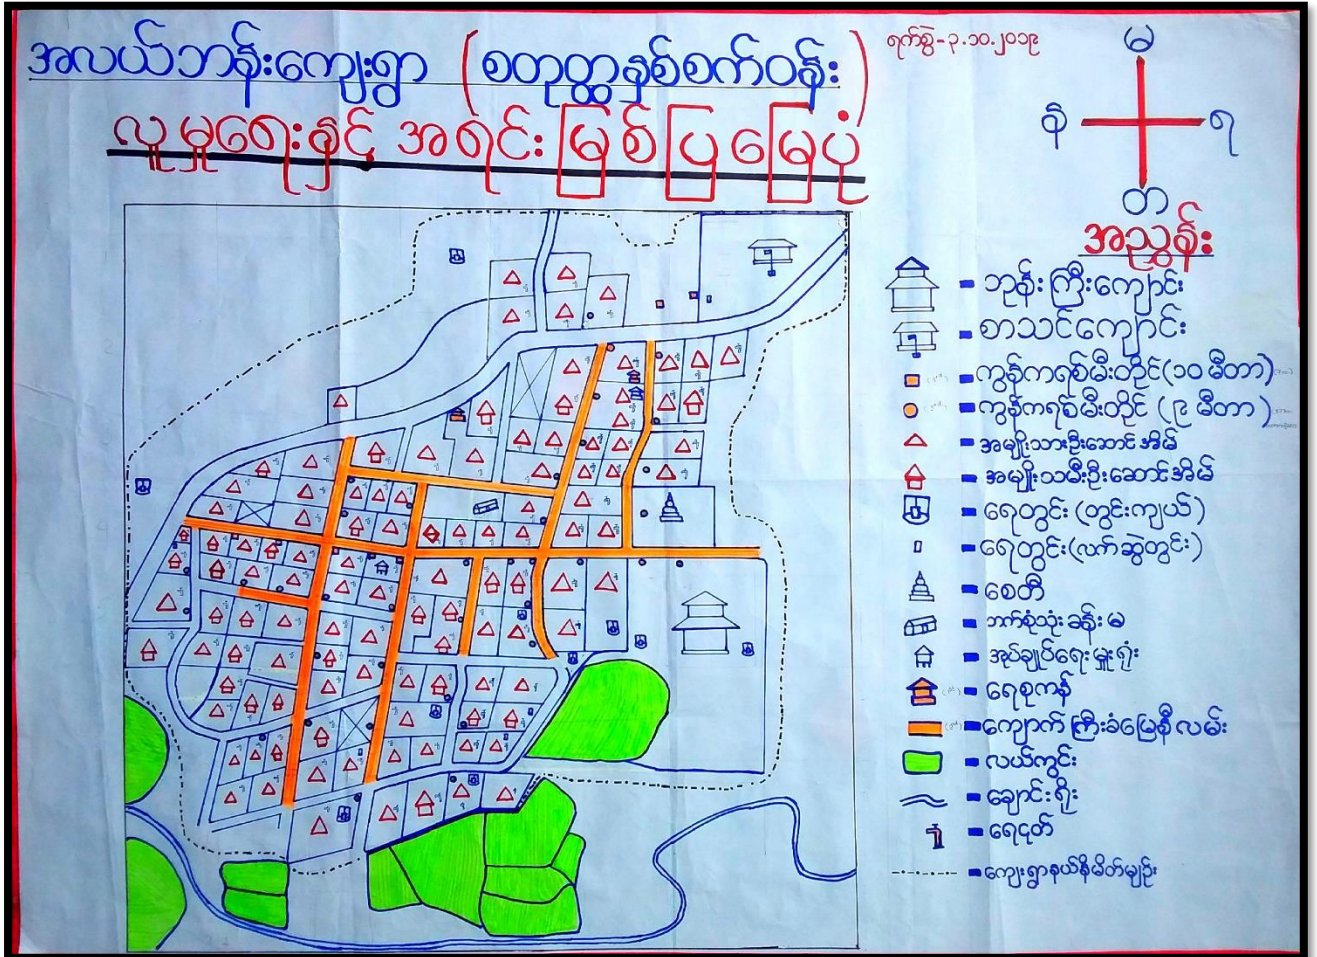 အလယ်ဘန်းကျေးရွာ (စတုတ္ထနှစ်စက်ဝန်း)
လူမှုရေးနှင့် အရင်းမြစ်ပြမြေပုံ
ရက်စွဲ-၃.၁၀.၂၀၁၉
မ
န
ရ
တ
အညွှန်း
ဘုန်းကြီးကျောင်း
စာသင်ကျောင်း
ကွန်ကရစ်မီးတိုင်(၁၀မီတာ)
ကွန်ကရစ်မီးတိုင် (၉ မီတာ)
အမျိုးသားဦးဆောင်အိမ်
အမျိုးသမီးဦးဆောင်အိမ်
ရေတွင်း (တွင်းကျယ်)
ရေတွင်း(လက်ဆွဲတွင်း)
စေတီ
ဘက်စုံသုံးခန်းမ
အုပ်ချုပ်ရေးမှူးရုံး
ရေစုကန်
ကျောက်ကြီးခံမြေနီလမ်း
လယ်ကွင်း
ချောင်းရိုး
ရေငုတ်
ကျေးရွာနယ်နိမိတ်မျဉ်း